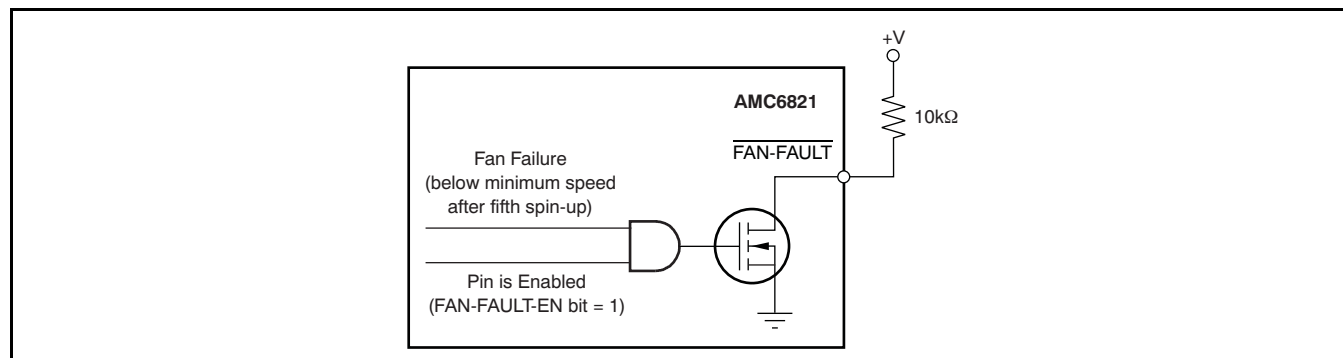 +V
10kΩ
AMC6821
FAN-FAULT
Fan Failure
(below minimum speed
after fifth spin-up)
Pin is Enabled
(FAN-FAULT-EN bit = 1)